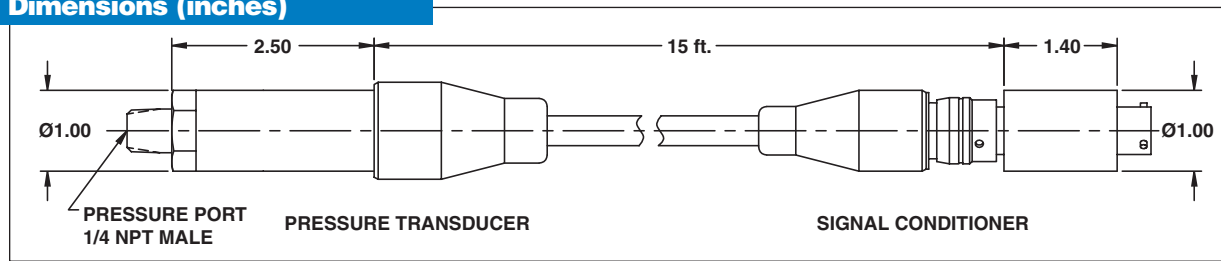 Dimensions (inches)
2.50
15 ft.
1.40
Ø1.00
Ø1.00
PRESSURE PORT
1/4 NPT MALE
PRESSURE TRANSDUCER
SIGNAL CONDITIONER